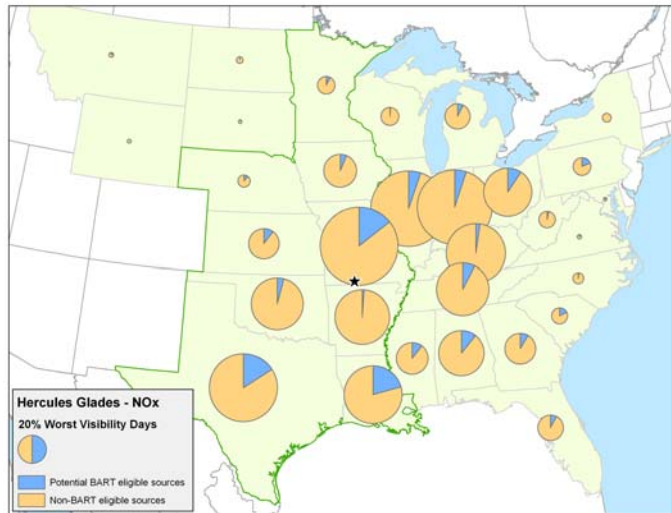 Hercules Glades - NOx
20% Worst Visibility Days
Potential BART eligible sources
Non-BART eligible sources